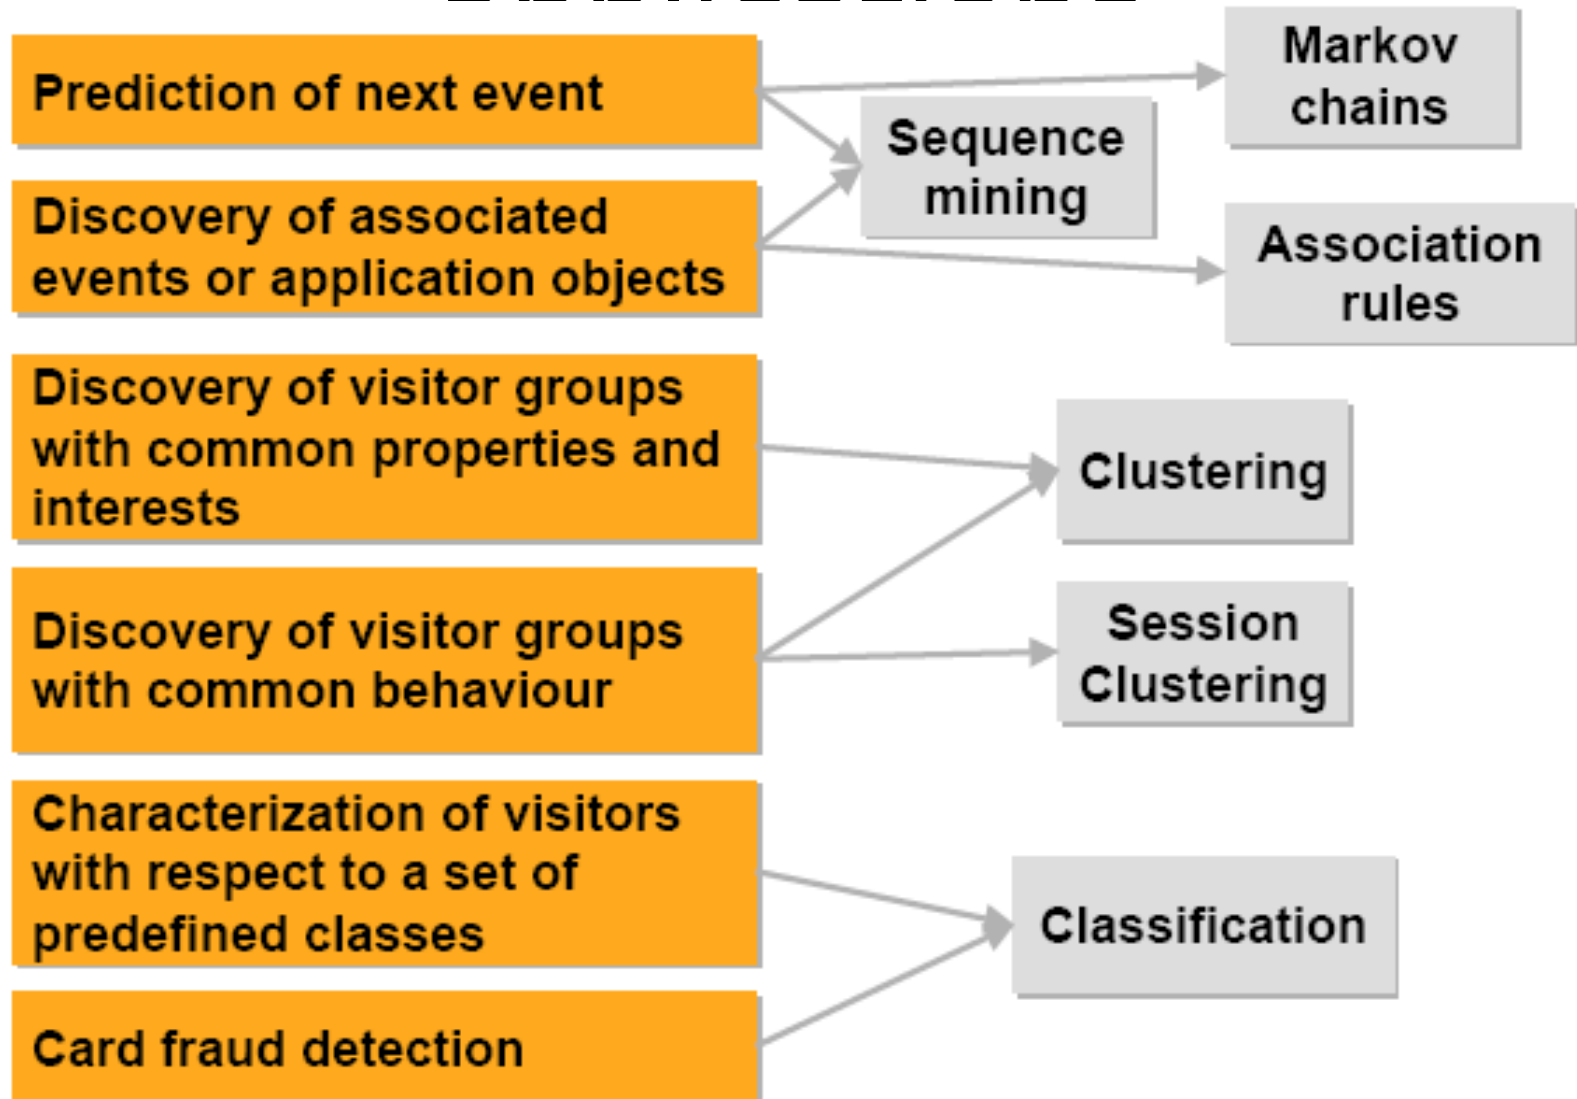 Prediction of next event
Markov
chains
Sequence
mining
Discovery of associated
events or application objects
Association
rules
Discovery of visitor groups
with common properties and
interests
Clustering
Discovery of visitor groups
with common behaviour
Session
Clustering
Characterization of visitors
with respect to a set of
predefined classes
Classification
Card fraud detection